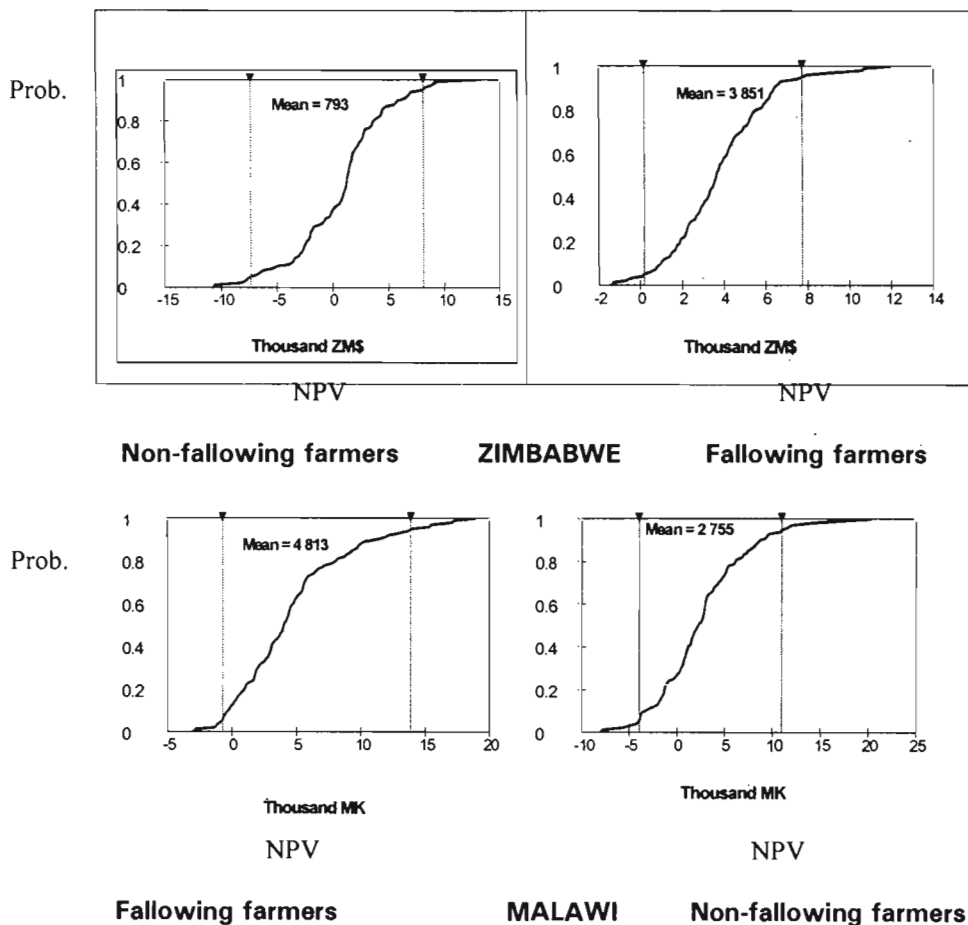 Prob.
Mean = 793
1
0.8
0.6
0.4
0.2
0
-15 -10 -5 0 5 10 15
Thousand ZM$
NPV
Mean = 3 851
1
0.8
0.6
0.4
0.2
0
-2 0 2 4 6 8 10 12 14
Thousand ZM$
NPV
Non-fallowing farmers ZIMBABWE Fallowing farmers
Prob.
Mean = 4 813
1
0.8
0.6
0.4
0.2
0
-5 0 5 10 15 20
Thousand MK
NPV
Mean = 2 755
1
0.8
0.6
0.4
0.2
0
-10 -5 0 5 10 15 20 25
Thousand MK
NPV
Fallowing farmers MALAWI Non-fallowing farmers